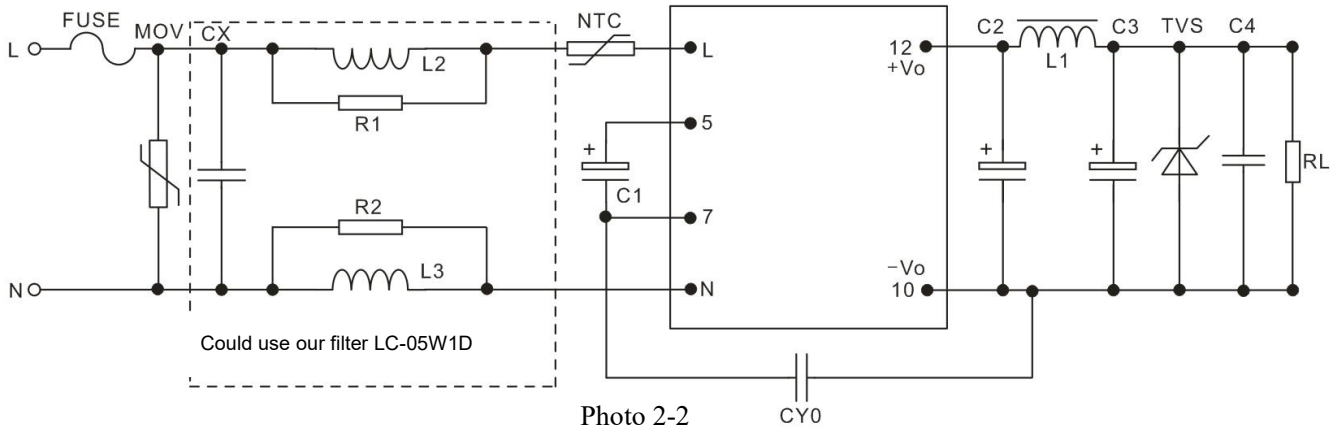 FUSE
MOV
CX
L
L2
R1
NTC
L
5
+
C1
7
R2
L3
N
N
Could use our filter LC-05W1D
12
+Vo
−Vo
10
C2
L1
C3
TVS
C4
+
+
RL
CY0
Photo 2-2